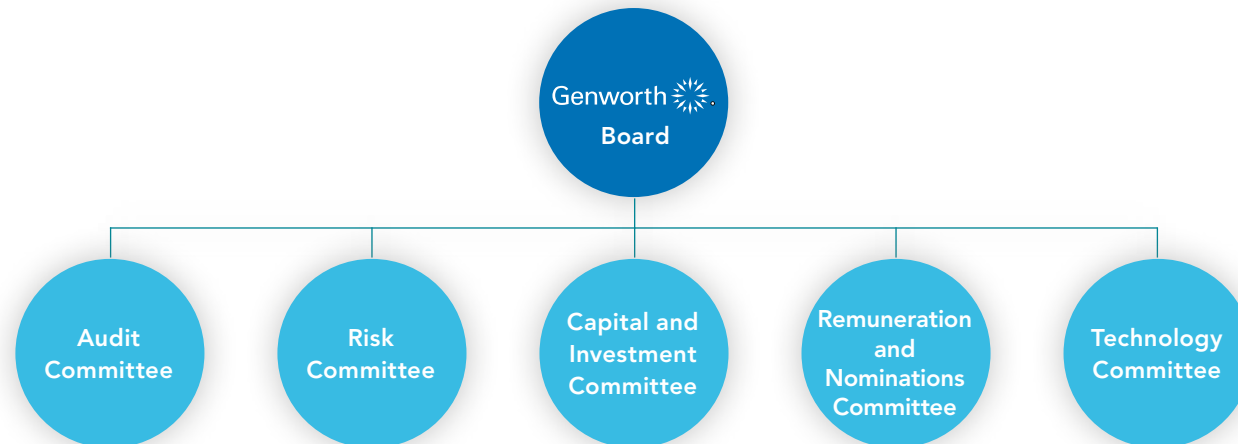 Genworth
Board
Audit
Committee
Risk
Committee
Capital and
Investment
Committee
Remuneration
and
Nominations
Committee
Technology
Committee